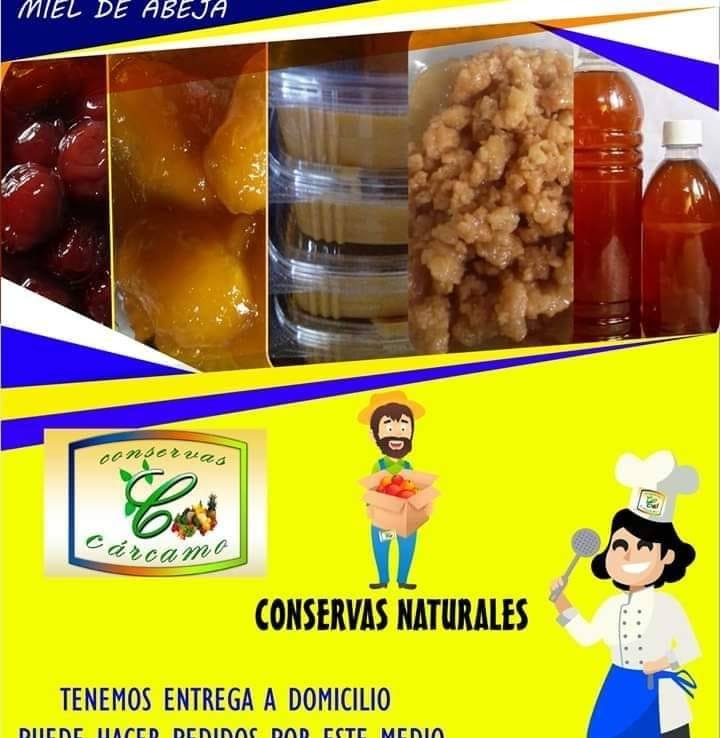 MIEL DE ABEJA
conservas
C
cárcamo
CONSERVAS NATURALES
TENEMOS ENTREGA A DOMICILIO
PUEDE HACER PEDIDOS POR ESTE MEDIO